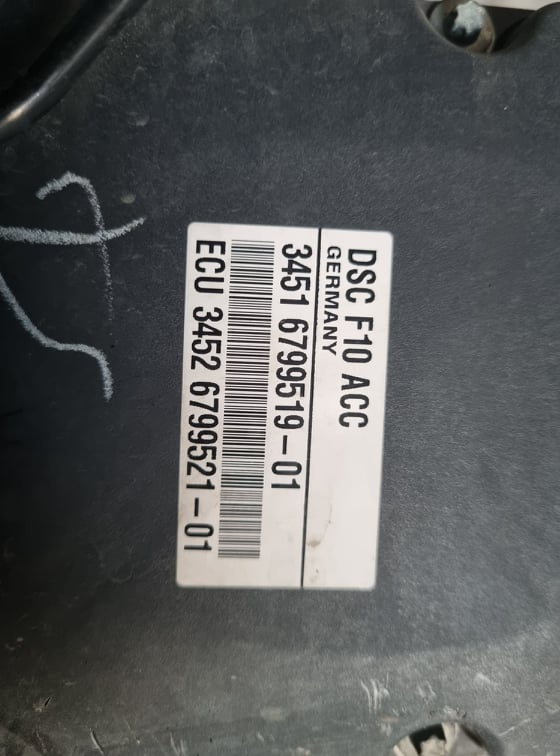 DSC F10 ACC
GERMANY
3451 6799519-01
ECU 3452 6799521-01